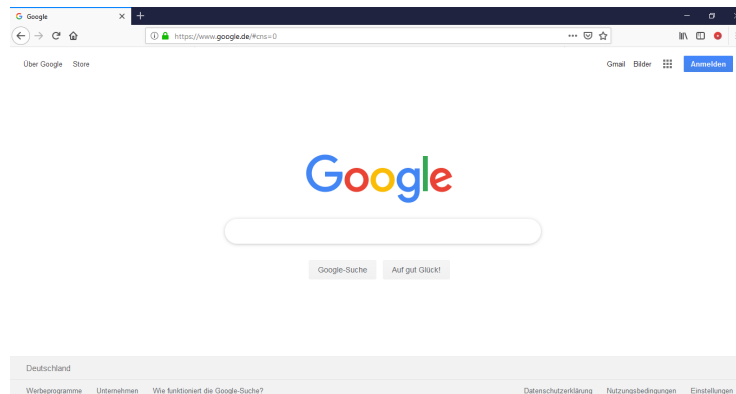 Google
https://www.google.de/#cns=0
Über Google Store
Gmail Bilder Anmelden
Google
Google-Suche Auf gut Glück!
Deutschland
Werbeprogramme Unternehmen Wie funktioniert die Google-Suche? Datenschutzerklärung Nutzungsbedingungen Einstellungen